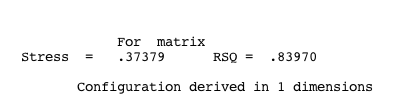 For matrix
Stress = .37379 RSQ = .83970
Configuration derived in 1 dimensions